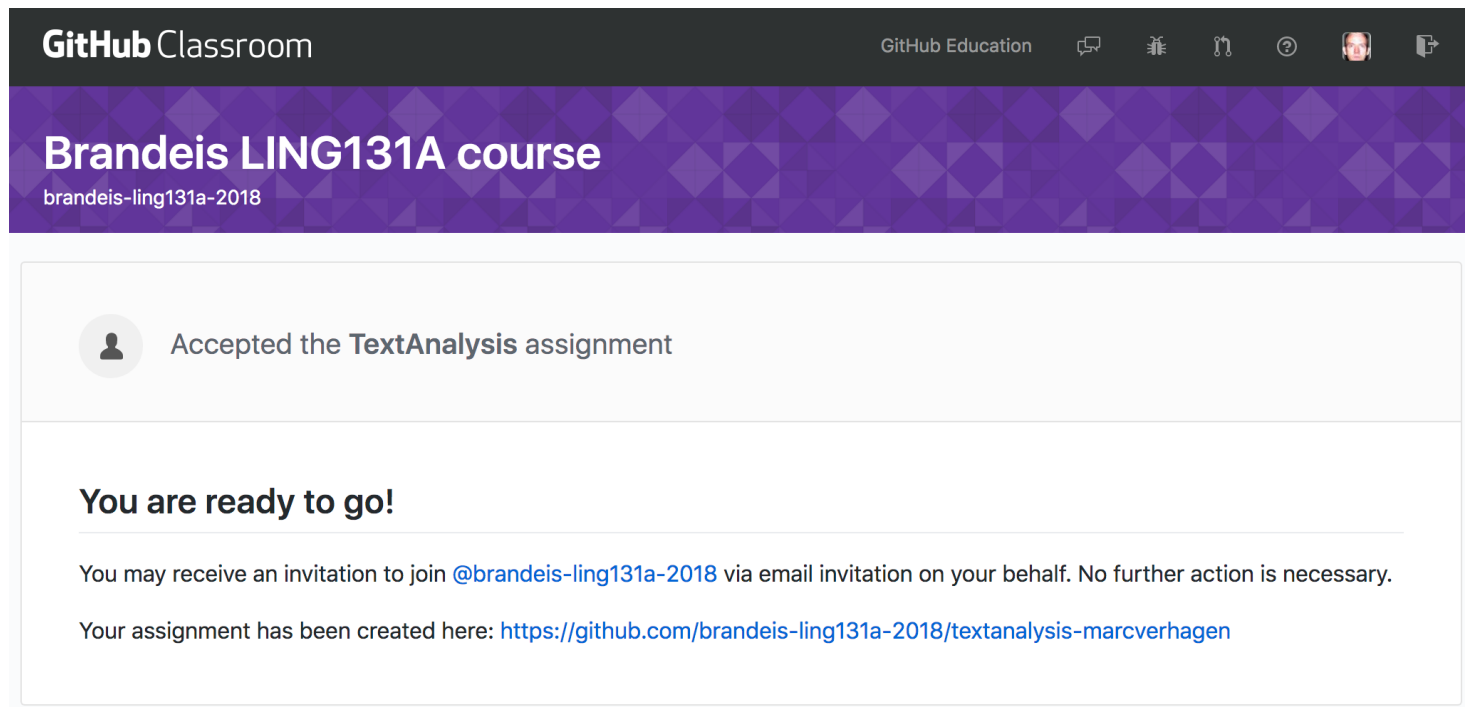 GitHub Classroom
GitHub Education
Brandeis LING131A course
brandeis-ling131a-2018
Accepted the TextAnalysis assignment
You are ready to go!
You may receive an invitation to join @brandeis-ling131a-2018 via email invitation on your behalf. No further action is necessary.
Your assignment has been created here: https://github.com/brandeis-ling131a-2018/textanalysis-marcverhagen